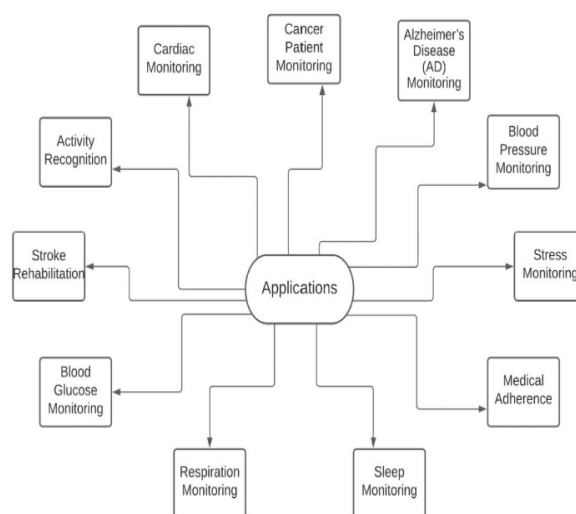 Cancer
Patient
Monitoring
Alzheimer's
Disease
(AD)
Monitoring
Cardiac
Monitoring
Blood
Pressure
Monitoring
Activity
Recognition
Stroke
Rehabilitation
Stress
Monitoring
Applications
Blood
Glucose
Monitoring
Medical
Adherence
Respiration
Monitoring
Sleep
Monitoring